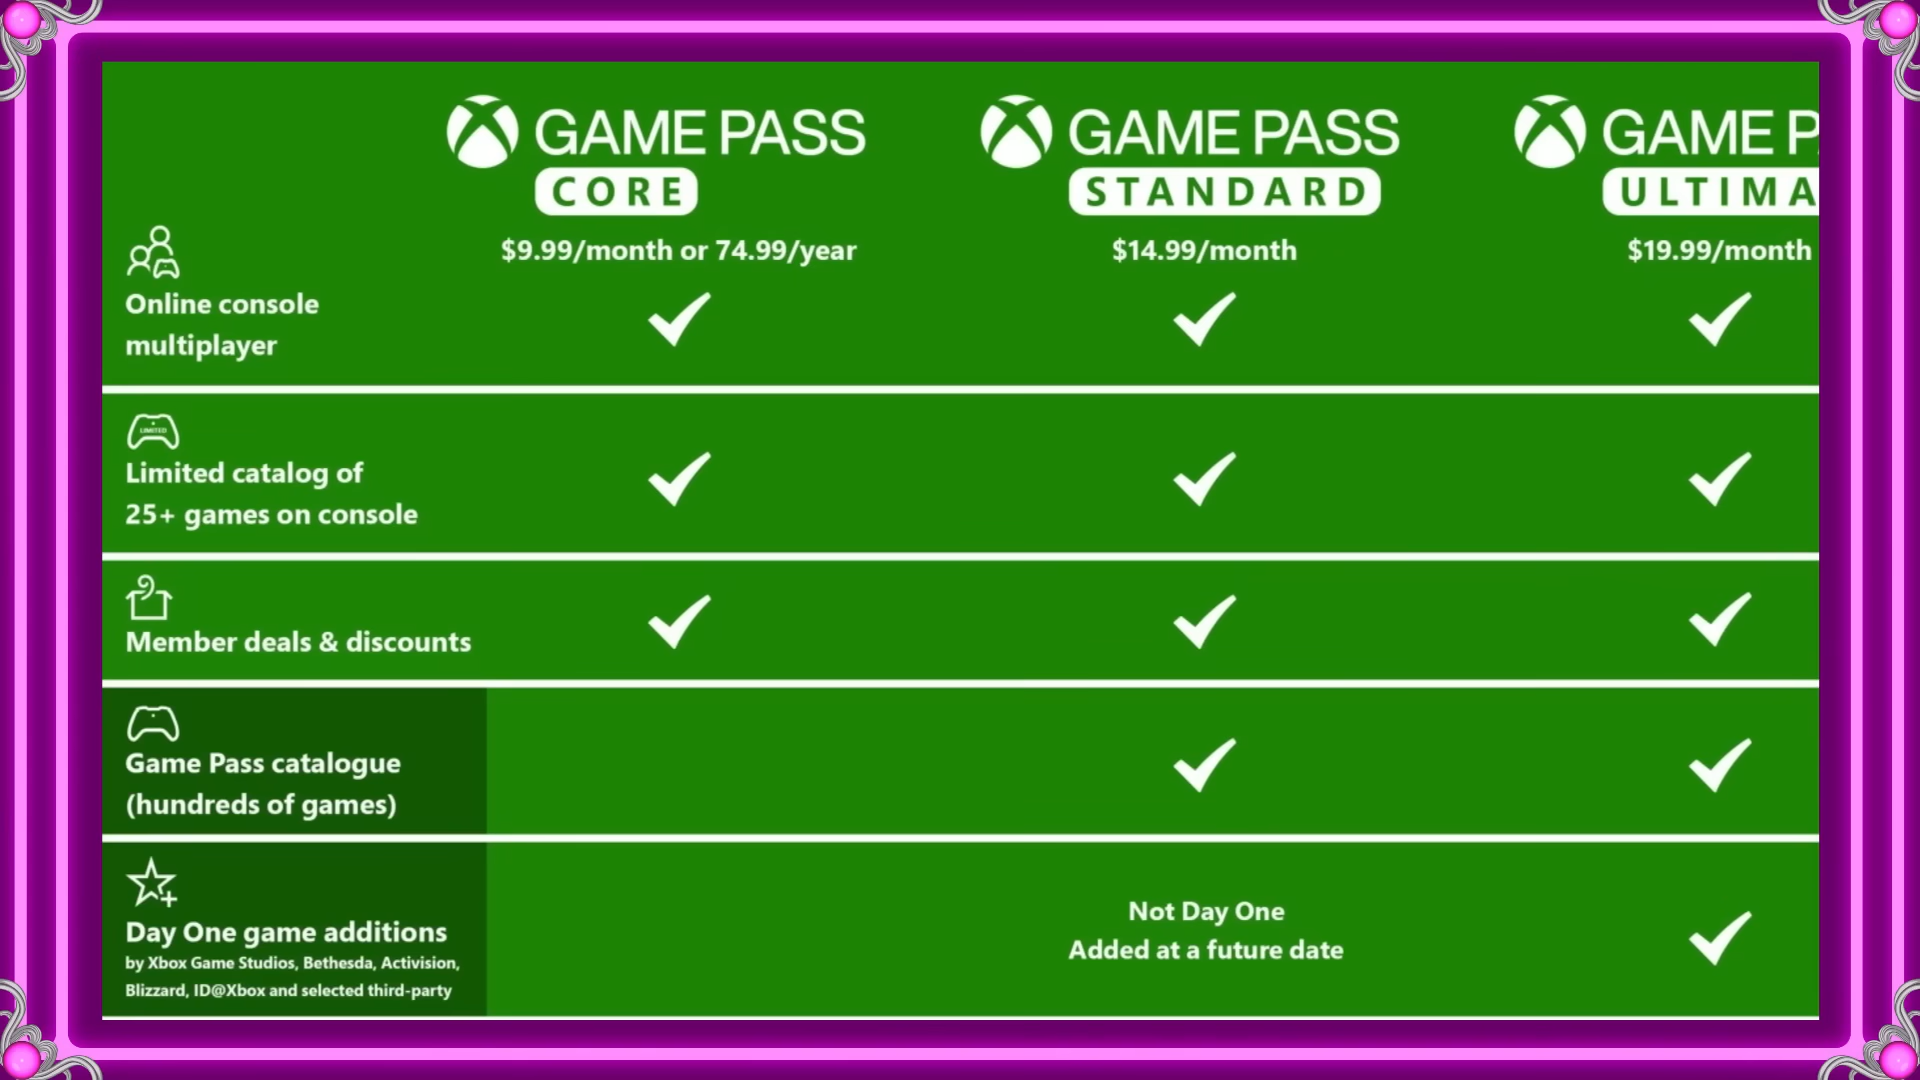 GAME PASS
CORE
GAME PASS
STANDARD
GAME P
ULTIMA
$9.99/month or 74.99/year
$14.99/month
$19.99/month
Online console
multiplayer
LIMITED
Limited catalog of
25+ games on console
Member deals & discounts
Game Pass catalogue
(hundreds of games)
Day One game additions
by Xbox Game Studios, Bethesda, Activision,
Blizzard, ID@Xbox and selected third-party
Not Day One
Added at a future date